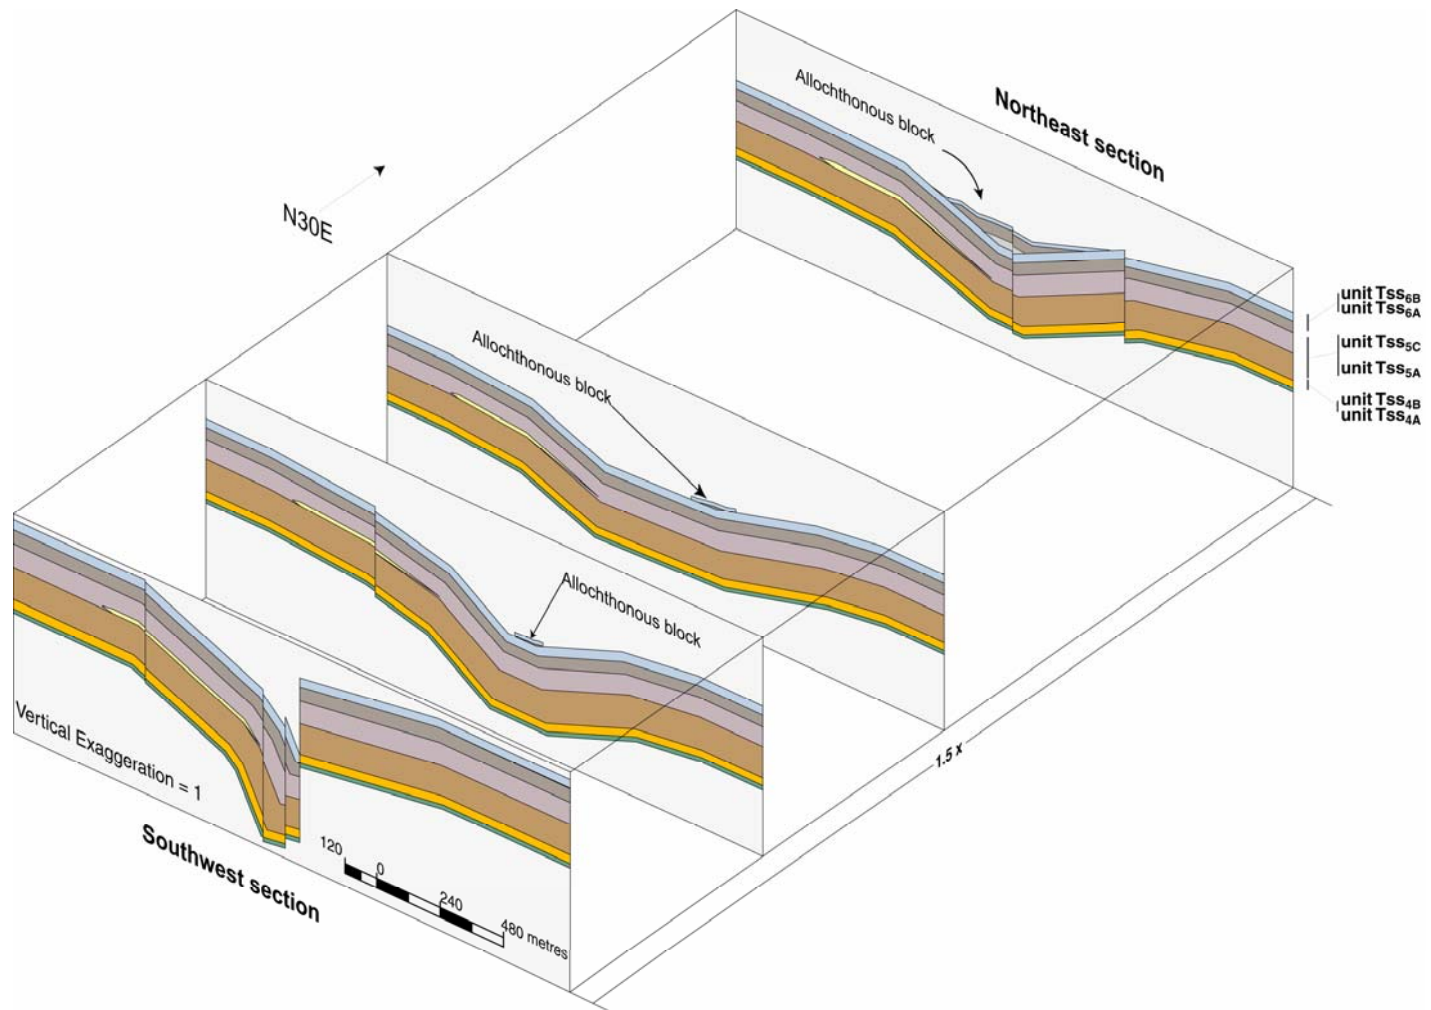 Allochthonous block
Northeast section
N30E
unit Tss6B
unit Tss6A
unit Tss5C
unit Tss5A
unit Tss4B
unit Tss4A
Allochthonous block
Allochthonous block
1.5 x
Vertical Exaggeration = 1
Southwest section
120 0 240 480 metres